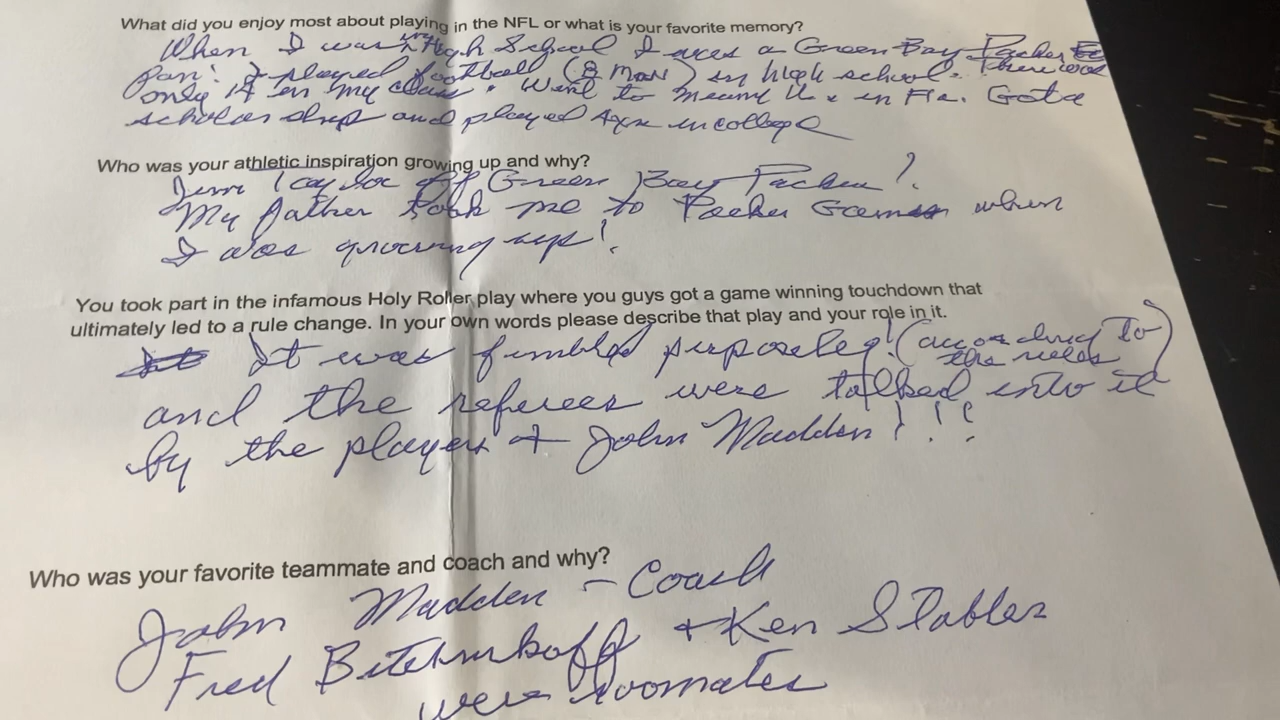 What did you enjoy most about playing in the NFL or what is your favorite memory?
When I was in High School I was a Green Bay Packer
Fan! I played football (8 man) in high school. There was
only 17 in my class. Went to Miami U. in Fla. Got a
scholarship and played 4yrs in college
Who was your athletic inspiration growing up and why?
Jim Taylor of Green Bay Packer!
My father took me to Packer Games when
I was growing up!
You took part in the infamous Holy Roller play where you guys got a game winning touchdown that
ultimately led to a rule change. In your own words please describe that play and your role in it.
It was fumbled purposely! (according to
the rules)
and the referees were talked into it
by the players + John Madden!!!
Who was your favorite teammate and coach and why?
John Madden - Coach
Fred Biteknikoff + Ken Stabler
were roomates